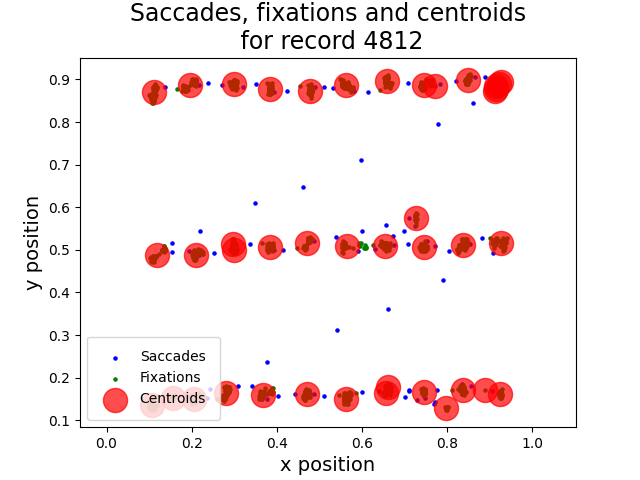 Saccades, fixations and centroids
for record 4812
y position
0.9
0.8
0.7
0.6
0.5
0.4
0.3
0.2
0.1
Saccades
Fixations
Centroids
0.0 0.2 0.4 0.6 0.8 1.0
x position